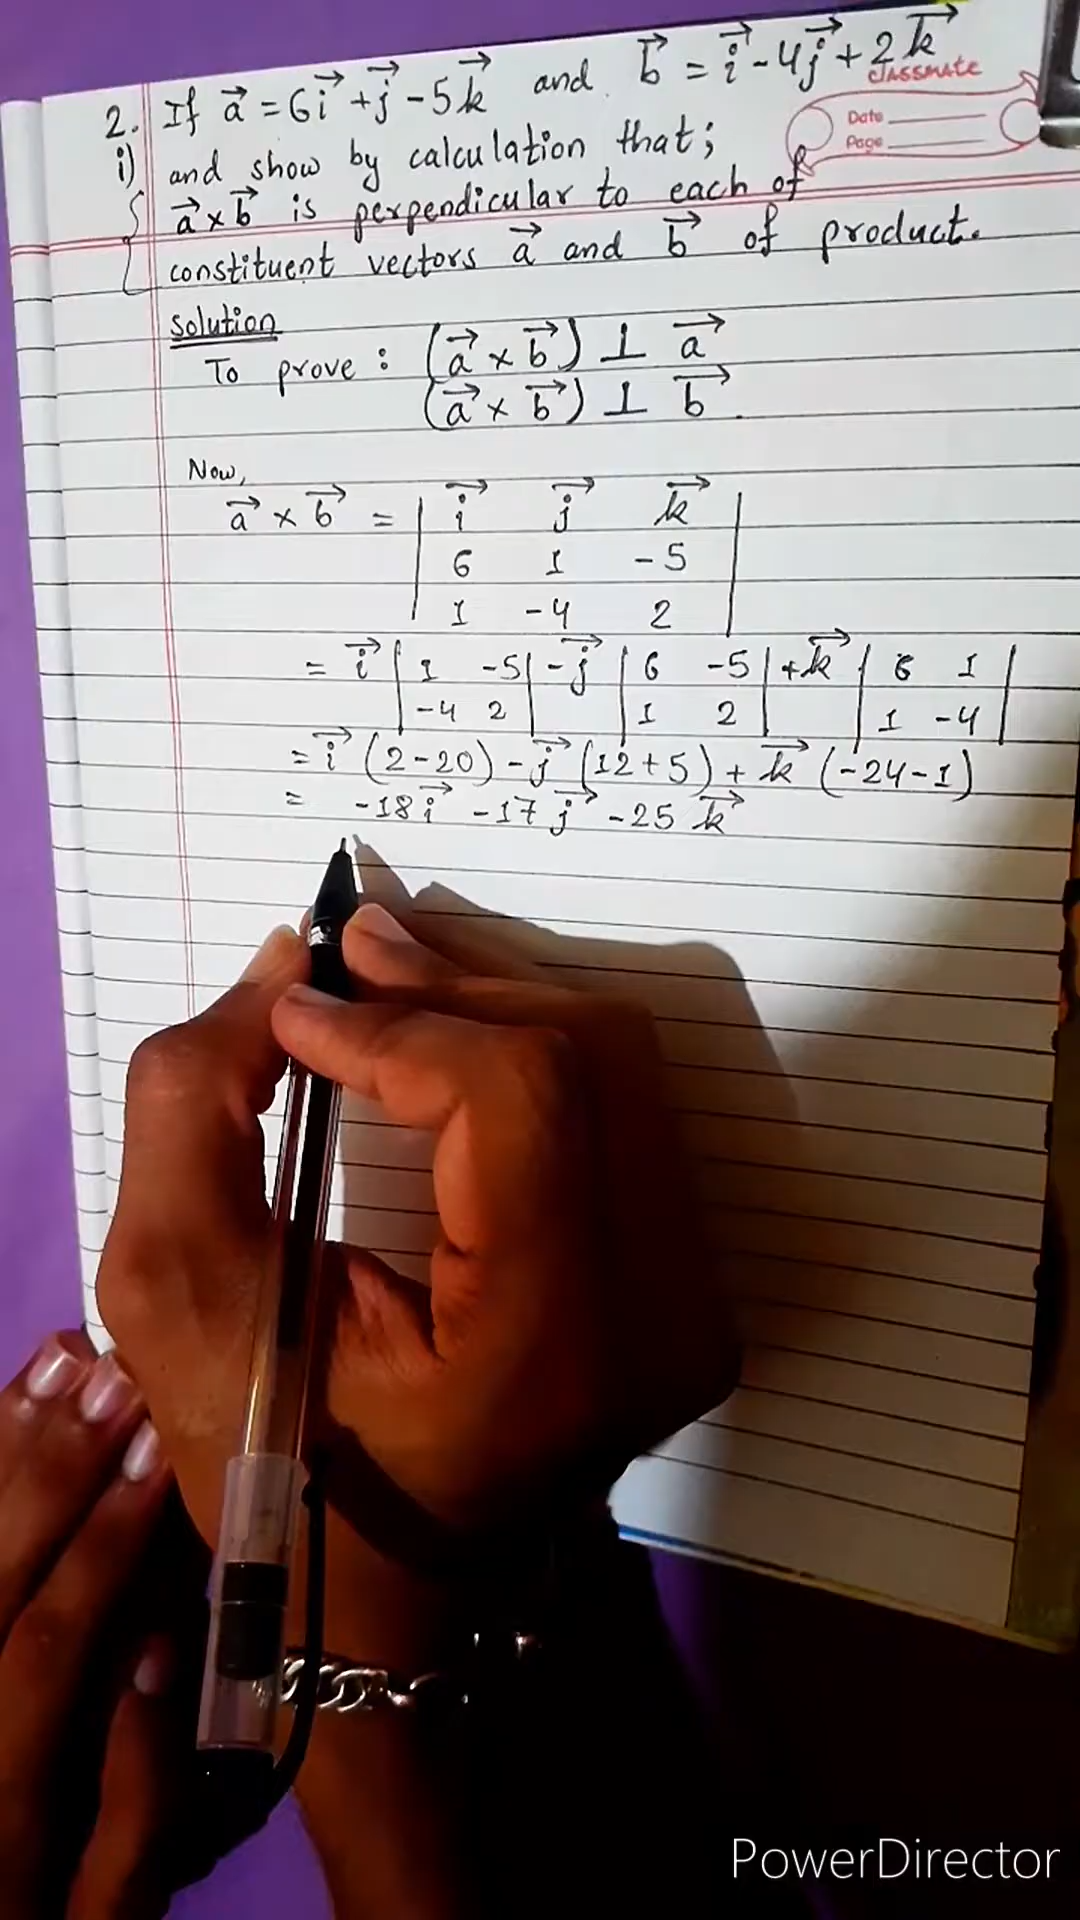 2. If a⃗ = 6i⃗ + j⃗ - 5k⃗ and b⃗ = i⃗ - 4j⃗ + 2k⃗
CLASSMATE
Date
Page
i) and show by calculation that;
a⃗ × b⃗ is perpendicular to each of
constituent vectors a⃗ and b⃗ of product.
Solution
To prove : (a⃗ × b⃗) ⊥ a⃗
(a⃗ × b⃗) ⊥ b⃗.
Now,
a⃗ × b⃗ = | i⃗ j⃗ k⃗ |
| 6 1 -5 |
| 1 -4 2 |
= i⃗ | 1 -5 | - j⃗ | 6 -5 | + k⃗ | 6 1 |
| -4 2 | | 1 2 | | 1 -4 |
= i⃗ (2-20) - j⃗ (12+5) + k⃗ (-24-1)
= -18i⃗ -17j⃗ -25k⃗
PowerDirector